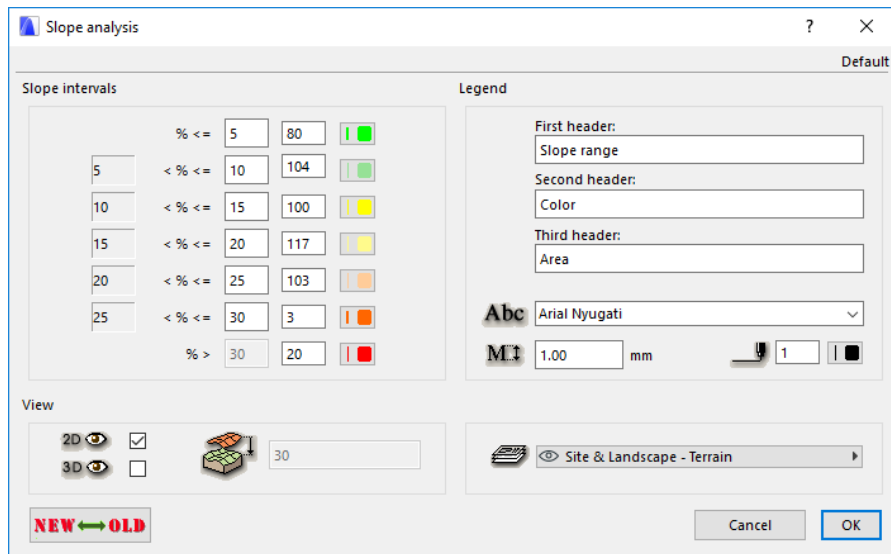 Slope analysis ?
Default
Slope intervals
% <= 5 80
5 < % <= 10 104
10 < % <= 15 100
15 < % <= 20 117
20 < % <= 25 103
25 < % <= 30 3
% > 30 20
Legend
First header:
Slope range
Second header:
Color
Third header:
Area
Abc Arial Nyugati
M 1.00 mm 1
View
2D
3D
30
Site & Landscape - Terrain
NEW OLD
Cancel OK